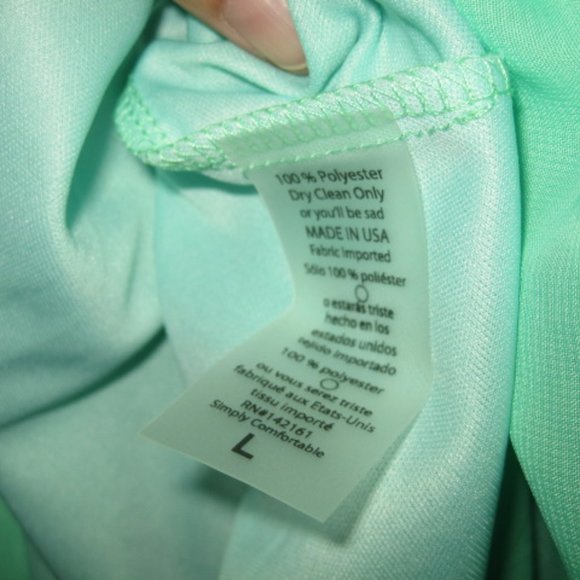 100 % Polyester
Dry Clean Only
or you'll be sad
MADE IN USA
Fabric Imported
Sólo 100 % poliéster
o estarás triste
hecho en los
estados unidos
tejido importado
100 % polyester
ou vous serez triste
fabriqué aux Etats-Unis
tissu importé
RN#142161
Simply Comfortable
L